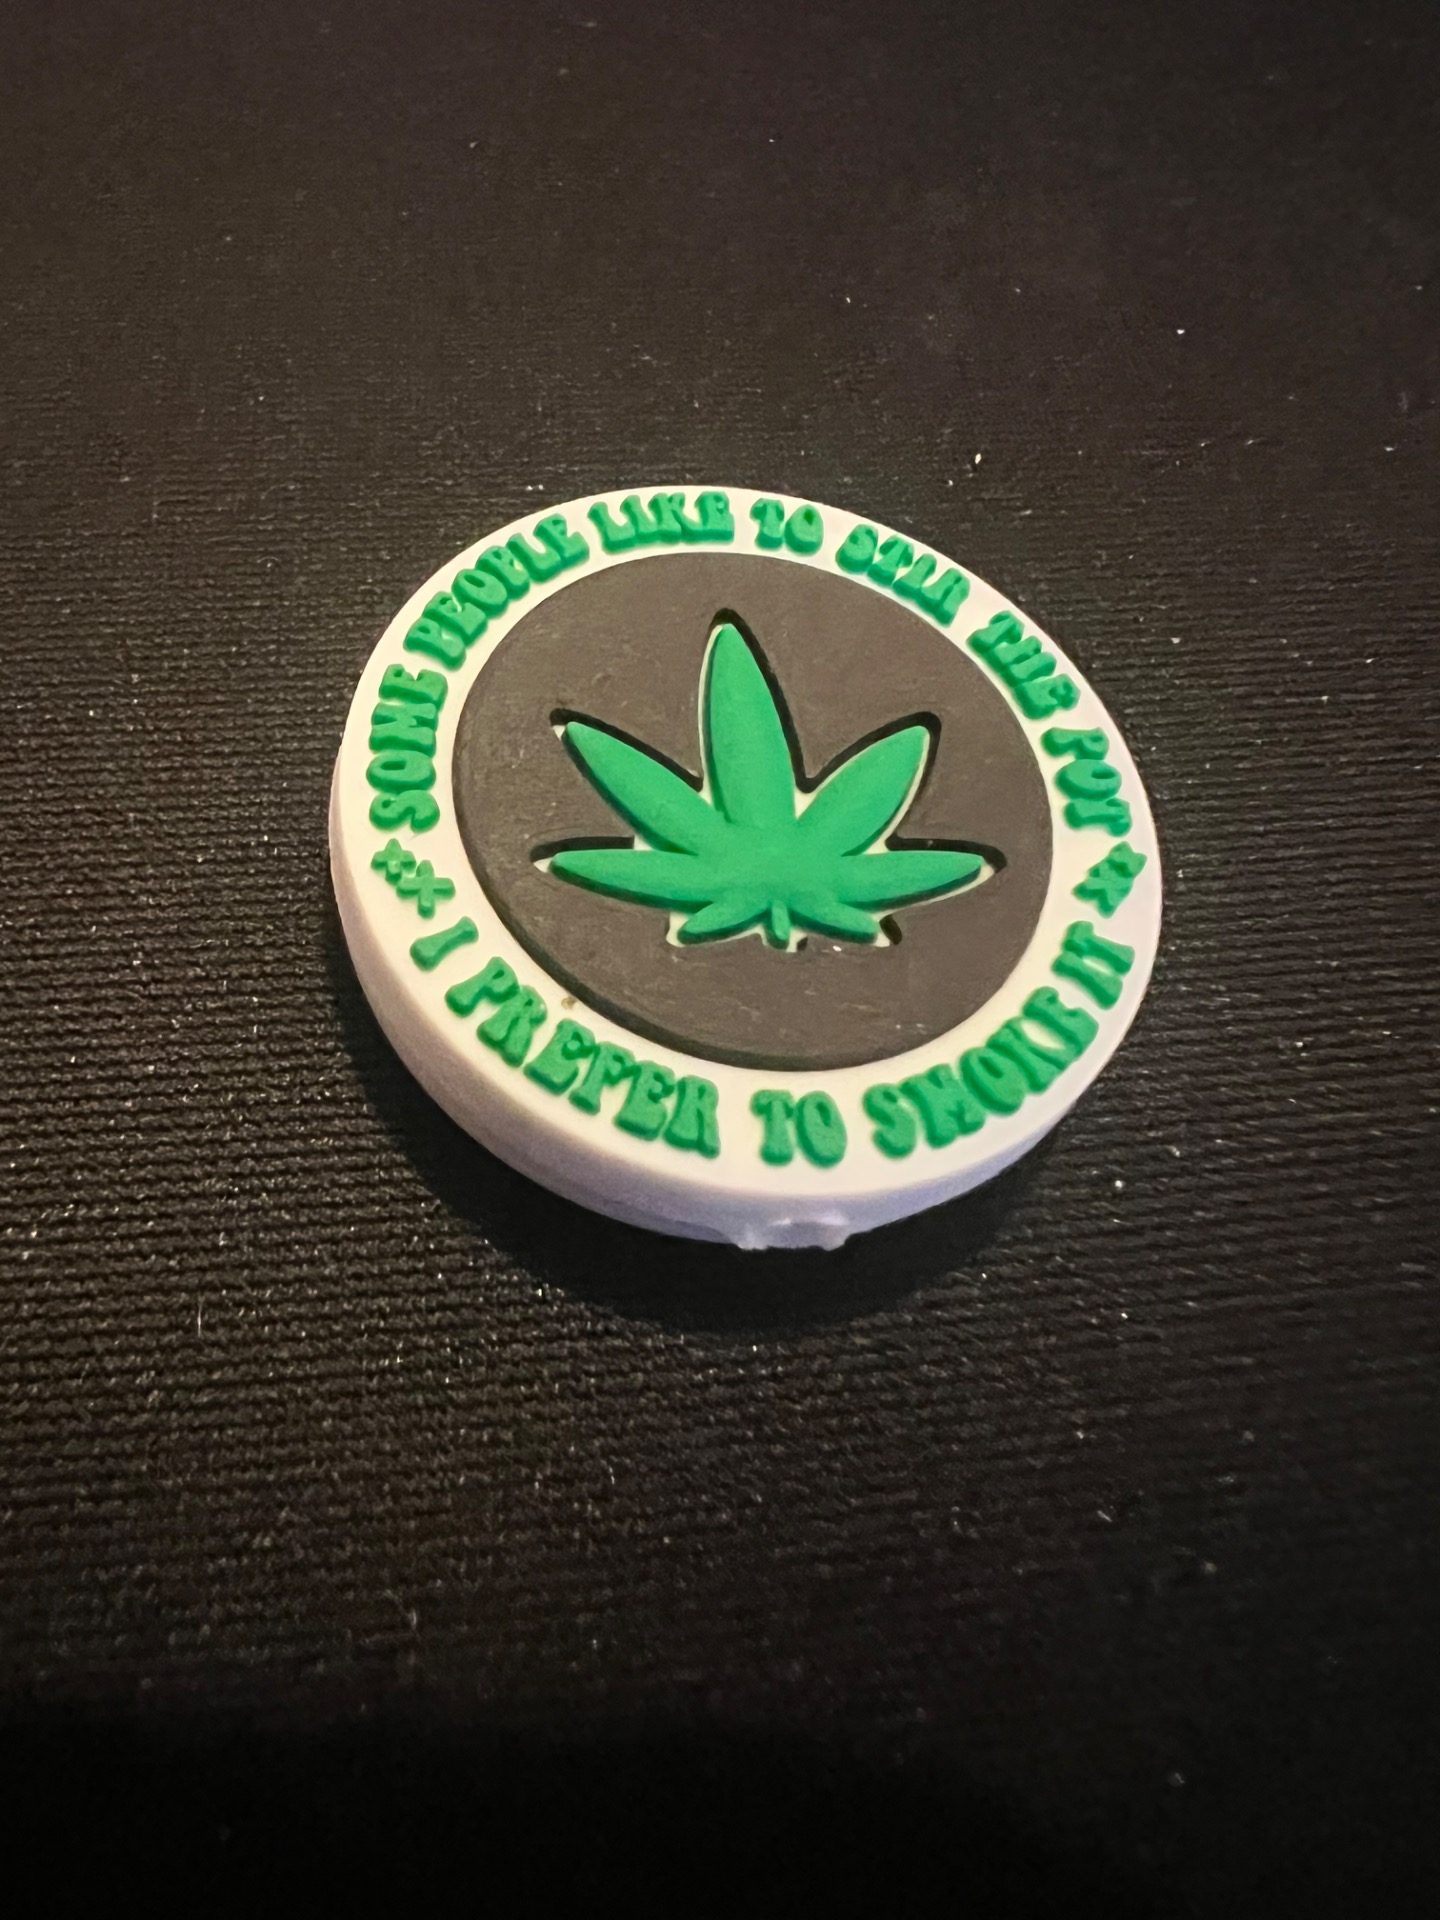 SOME PEOPLE LIKE TO STIR THE POT
I PREFER TO SMOKE IT